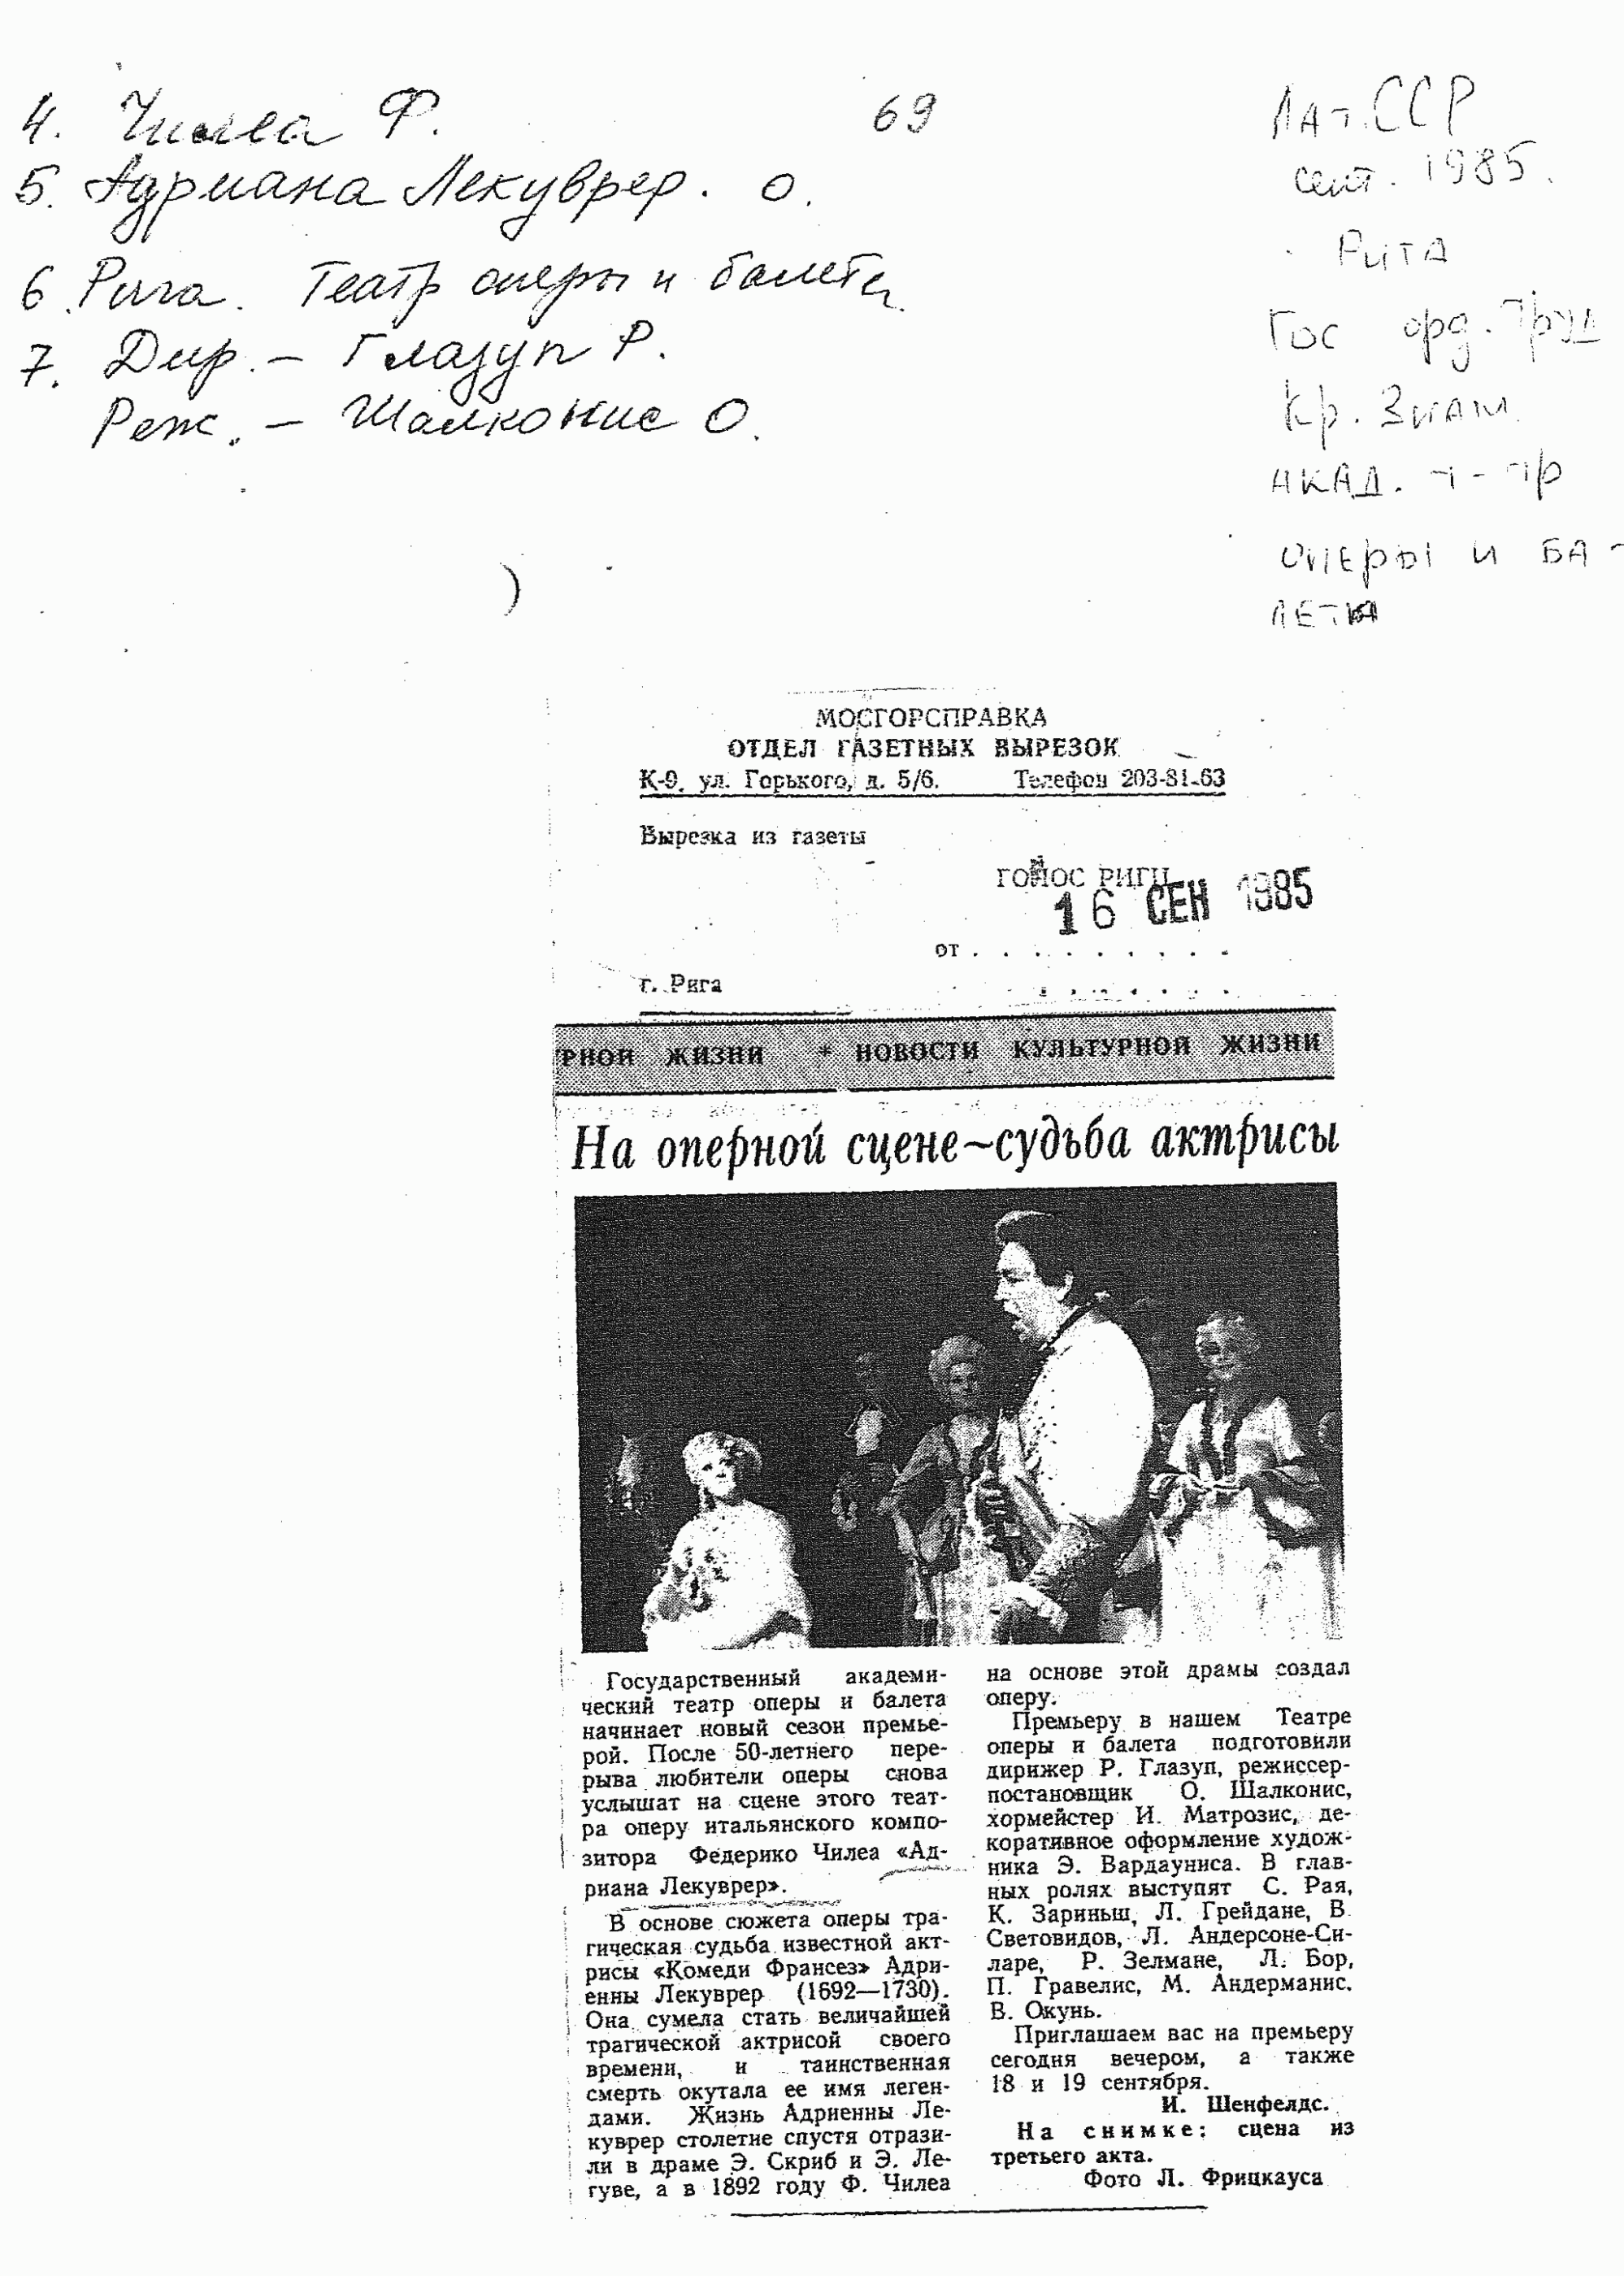 4. Чилеа Ф.
5. Адриана Лекуврер. о.
6. Рига. Театр оперы и балета
7. Дир. – Глазуп Р.
Реж. – Шалконис О.
69
Лат. ССР
сент. 1985.
Рига
Гос орд. Труд
Кр. Знам.
АКАД. т-тр
ОПЕРЫ И БА-
ЛЕТА
МОСГОРСПРАВКА
ОТДЕЛ ГАЗЕТНЫХ ВЫРЕЗОК
К-9, ул. Горького, д. 5/6. Телефон 203-81-63
Вырезка из газеты
ГОЛОС РИГИ
16 СЕН 1985
от . . . . . . . . .
г. Рига
РНОЙ ЖИЗНИ * НОВОСТИ КУЛЬТУРНОЙ ЖИЗНИ
На оперной сцене~судьба актрисы
Государственный академи-
ческий театр оперы и балета
начинает новый сезон премье-
рой. После 50-летнего пере-
рыва любители оперы снова
услышат на сцене этого теат-
ра оперу итальянского компо-
зитора Федерико Чилеа «Ад-
риана Лекуврер».
В основе сюжета оперы тра-
гическая судьба известной акт-
рисы «Комеди Франсез» Адри-
енны Лекуврер (1692—1730).
Она сумела стать величайшей
трагической актрисой своего
времени, и таинственная
смерть окутала ее имя леген-
дами. Жизнь Адриенны Ле-
куврер столетие спустя отрази-
ли в драме Э. Скриб и Э. Ле-
гуве, а в 1892 году Ф. Чилеа
на основе этой драмы создал
оперу.
Премьеру в нашем Театре
оперы и балета подготовили
дирижер Р. Глазуп, режиссер-
постановщик О. Шалконис,
хормейстер И. Матрозис, де-
коративное оформление худож-
ника Э. Вардауниса. В глав-
ных ролях выступят С. Рая,
К. Зариньш, Л. Грейдане, В.
Световидов, Л. Андерсоне-Си-
ларе, Р. Зелмане, Л. Бор,
П. Гравелис, М. Андерманис.
В. Окунь.
Приглашаем вас на премьеру
сегодня вечером, а также
18 и 19 сентября.
И. Шенфелдс.
На снимке: сцена из
третьего акта.
Фото Л. Фрицкауса